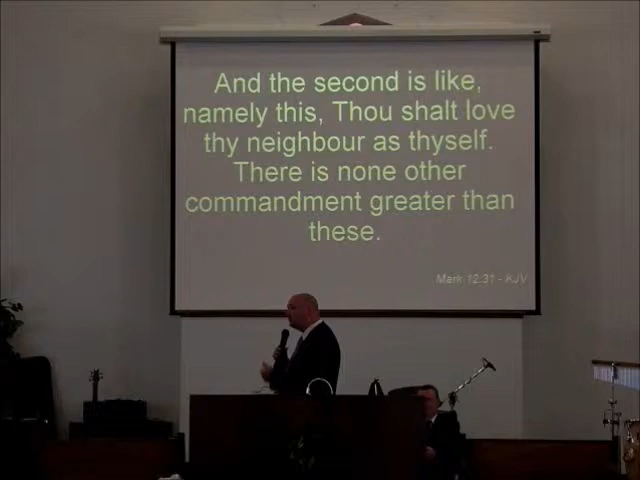 And the second is like,
namely this, Thou shalt love
thy neighbour as thyself.
There is none other
commandment greater than
these.
Mark 12:31 - KJV